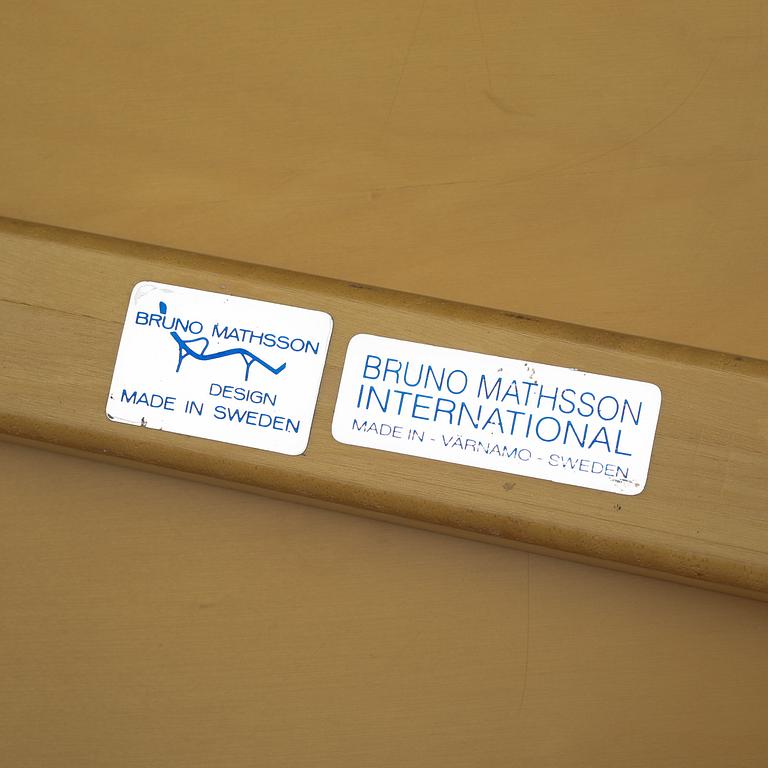 BRUNO MATHSSON
DESIGN
MADE IN SWEDEN
BRUNO MATHSSON
INTERNATIONAL
MADE IN - VÄRNAMO - SWEDEN